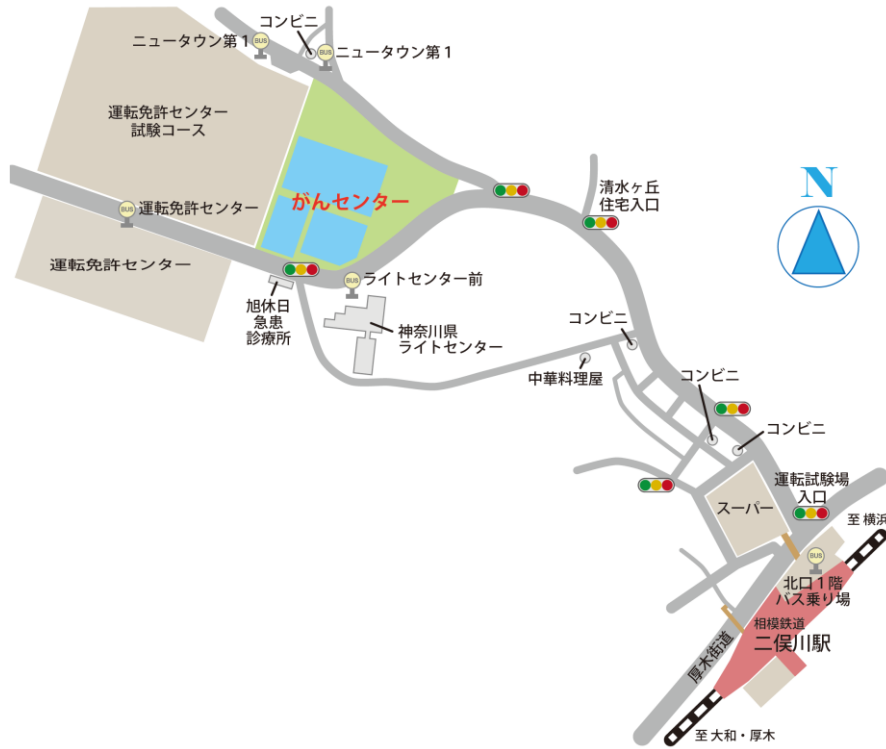 コンビニ
ニュータウン第1
BUS
BUS
ニュータウン第1
運転免許センター
試験コース
がんセンター
清水ヶ丘
住宅入口
N
BUS
運転免許センター
運転免許センター
BUS
ライトセンター前
旭休日
急患
診療所
神奈川県
ライトセンター
コンビニ
中華料理屋
コンビニ
コンビニ
運転試験場
入口
スーパー
至 横浜
BUS
北口1階
バス乗り場
相模鉄道
二俣川駅
厚木街道
至 大和・厚木